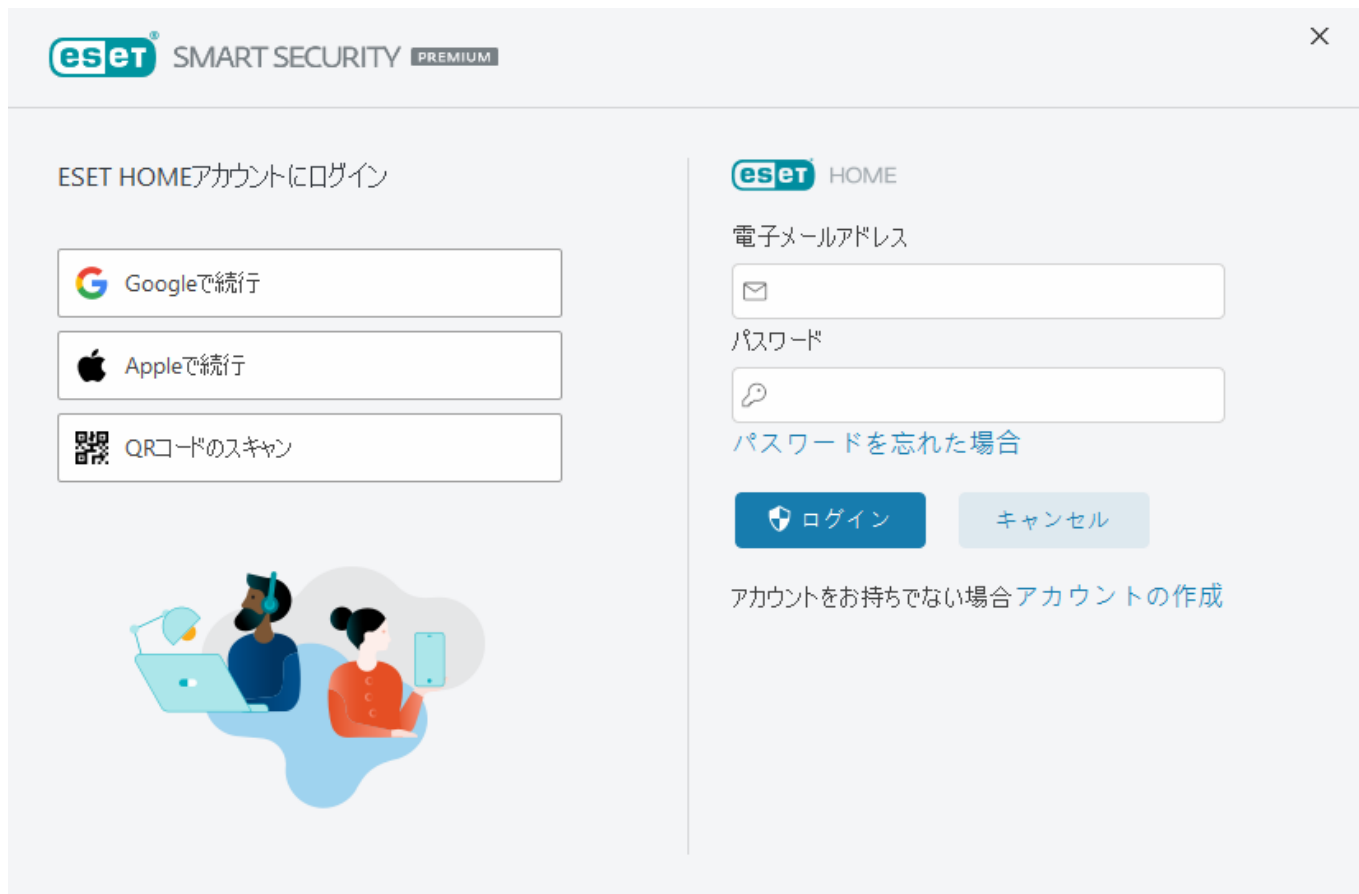 eset® SMART SECURITY PREMIUM
ESET HOMEアカウントにログイン
Googleで続行
Appleで続行
QRコードのスキャン
eset HOME
電子メールアドレス
パスワード
パスワードを忘れた場合
ログイン
キャンセル
アカウントをお持ちでない場合アカウントの作成